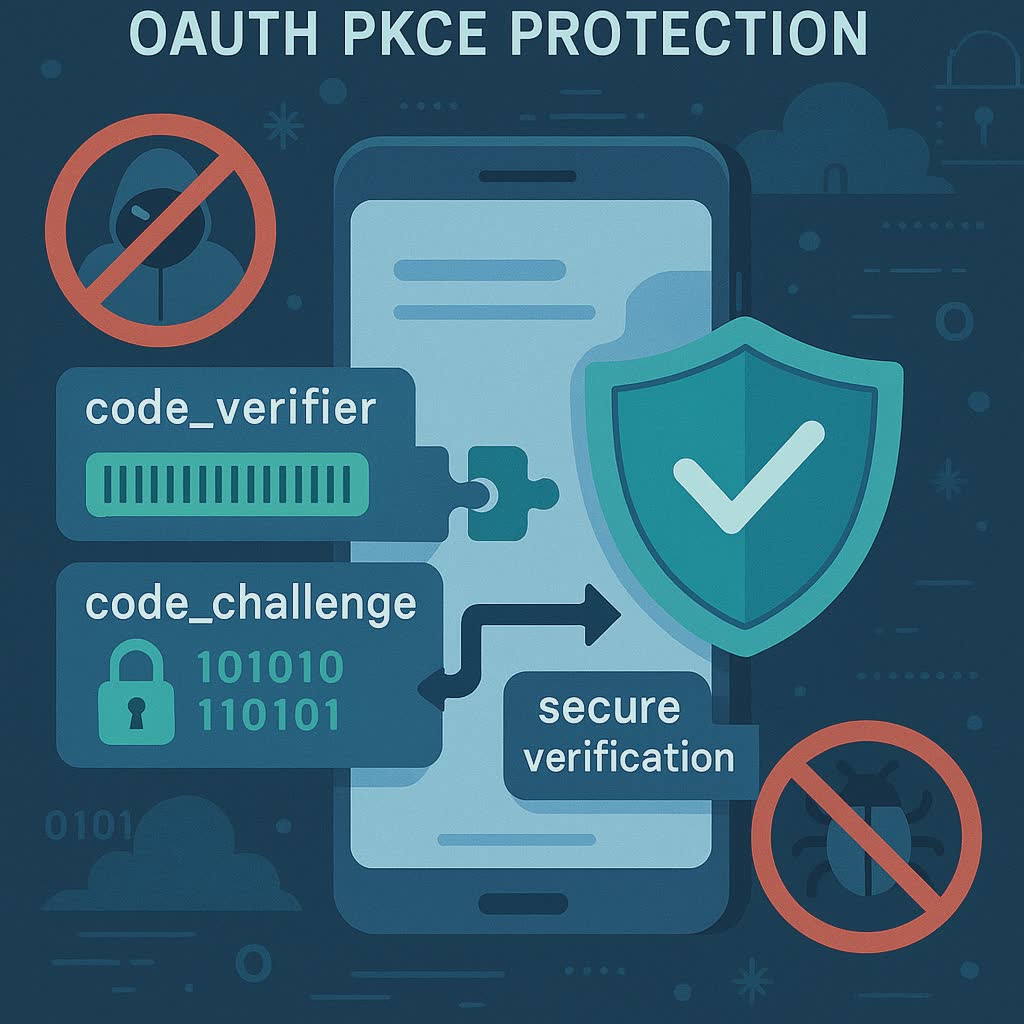 OAUTH PKCE PROTECTION
code_verifier
code_challenge
101010
110101
secure
verification
0101